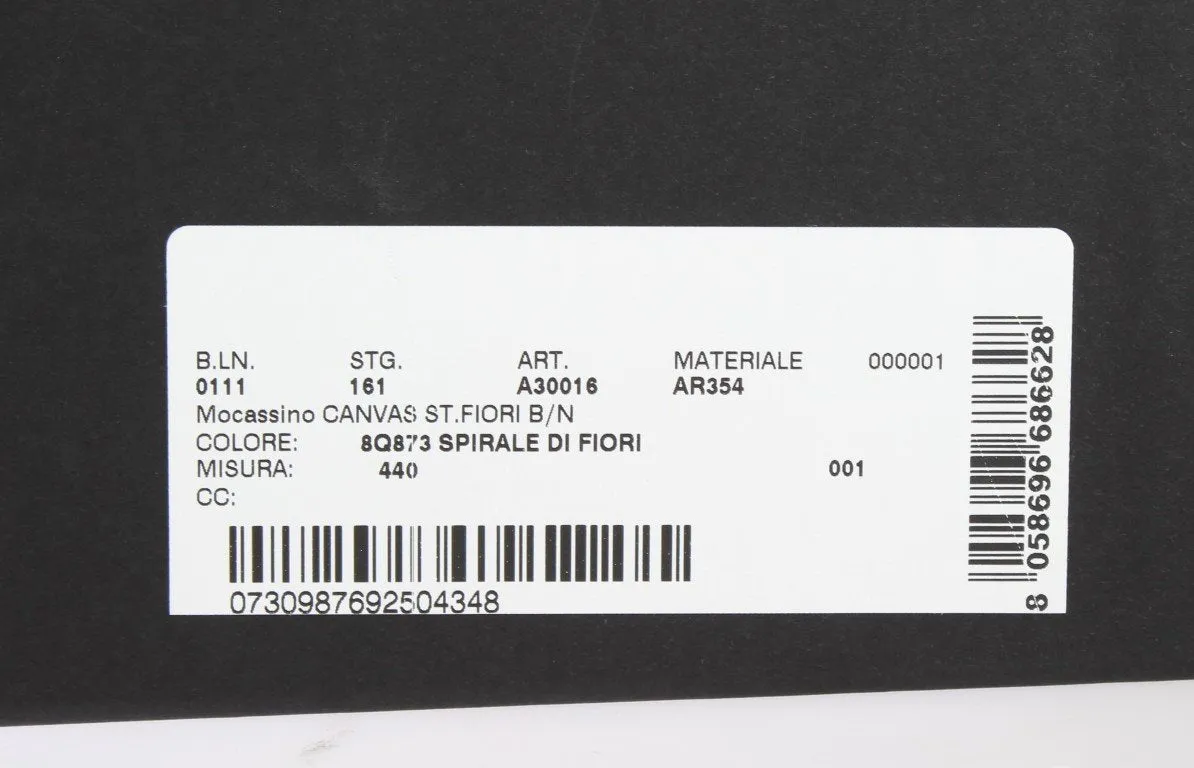 B.LN. STG. ART. MATERIALE 000001
0111 161 A30016 AR354
Mocassino CANVAS ST.FIORI B/N
COLORE: 8Q873 SPIRALE DI FIORI
MISURA: 440 001
CC:
0730987692504348
8 058696 686628